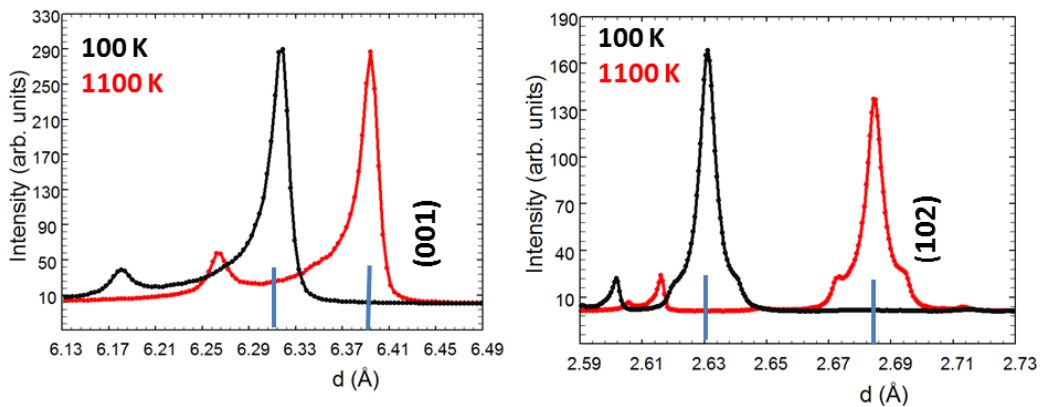 330
290
250
210
170
130
90
50
10
Intensity (arb. units)
100 K
1100 K
(001)
6.13 6.17 6.21 6.25 6.29 6.33 6.37 6.41 6.45 6.49
d (Å)
190
160
130
100
70
40
10
Intensity (arb. units)
100 K
1100 K
(102)
2.59 2.61 2.63 2.65 2.67 2.69 2.71 2.73
d (Å)